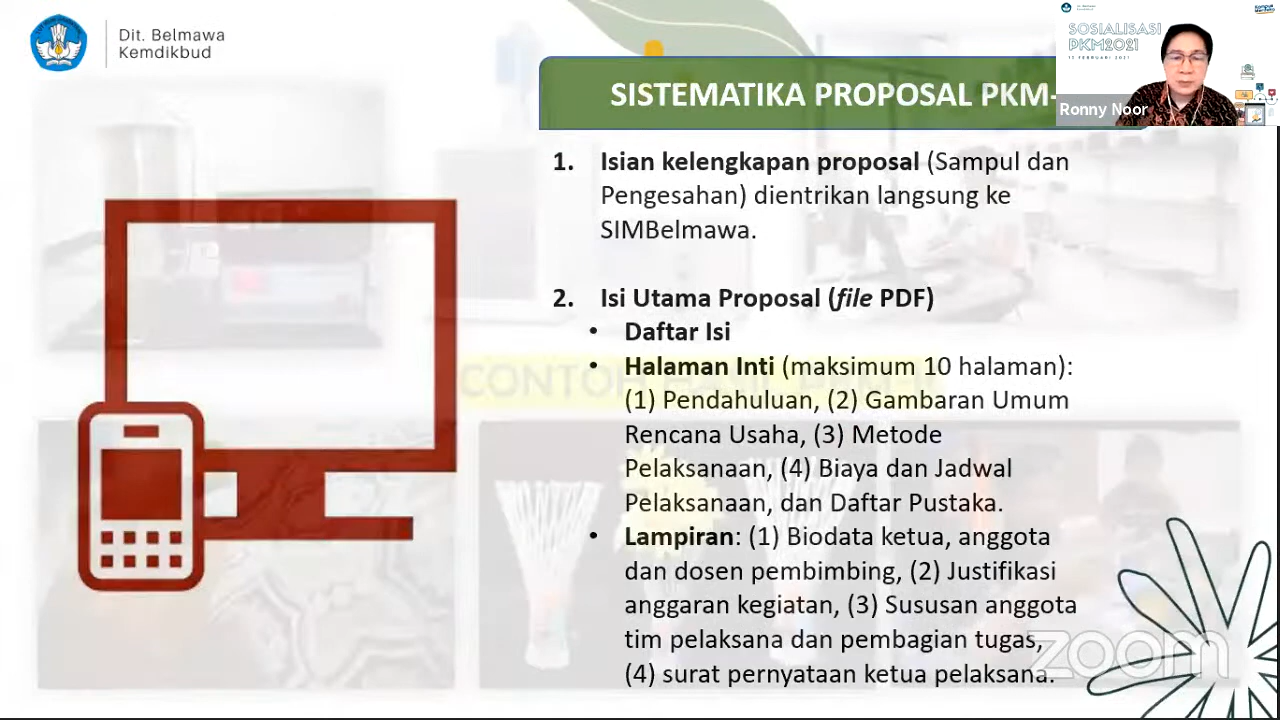 Dit. Belmawa
Kemdikbud
SOSIALISASI
PKM2021
11 FEBRUARI 2021
Ronny Noor
SISTEMATIKA PROPOSAL PKM-
1. Isian kelengkapan proposal (Sampul dan
Pengesahan) dientrikan langsung ke
SIMBelmawa.
2. Isi Utama Proposal (file PDF)
• Daftar Isi
• Halaman Inti (maksimum 10 halaman):
(1) Pendahuluan, (2) Gambaran Umum
Rencana Usaha, (3) Metode
Pelaksanaan, (4) Biaya dan Jadwal
Pelaksanaan, dan Daftar Pustaka.
• Lampiran: (1) Biodata ketua, anggota
dan dosen pembimbing, (2) Justifikasi
anggaran kegiatan, (3) Sususan anggota
tim pelaksana dan pembagian tugas,
(4) surat pernyataan ketua pelaksana.
CONTOH
zoom